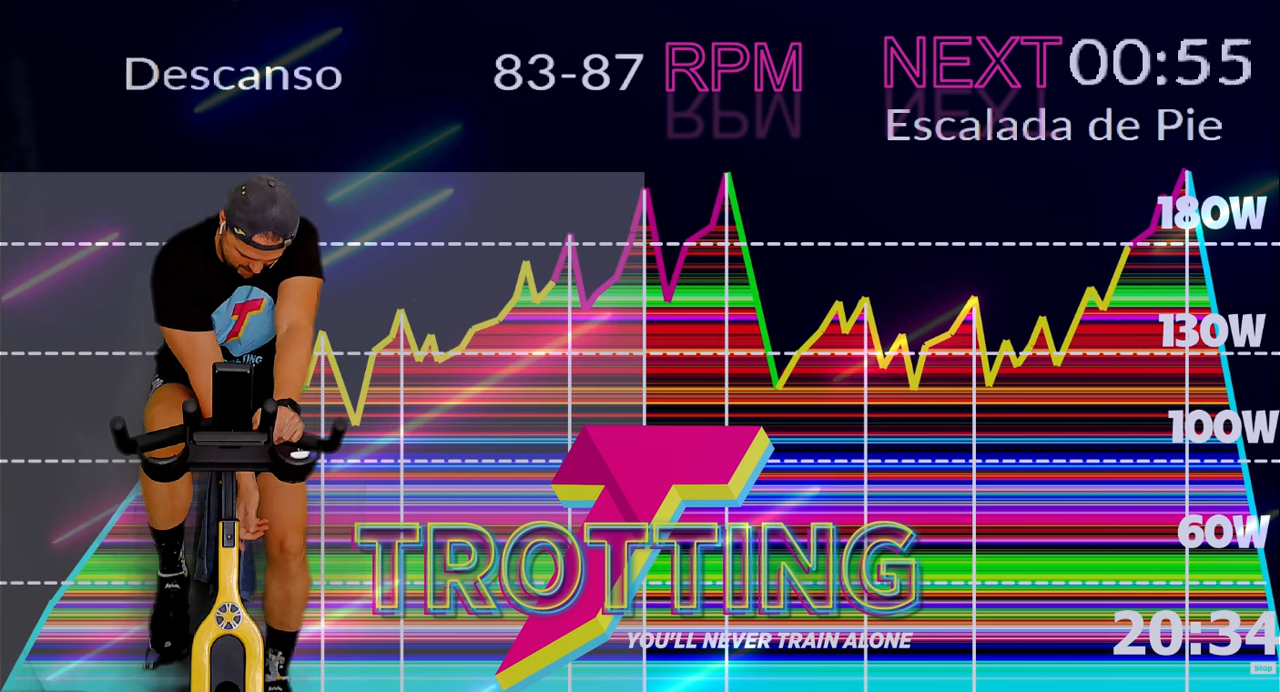 Descanso
83-87 RPM
NEXT 00:55
Escalada de Pie
180W
130W
100W
60W
TROTTING
YOU'LL NEVER TRAIN ALONE
20:34
Stop